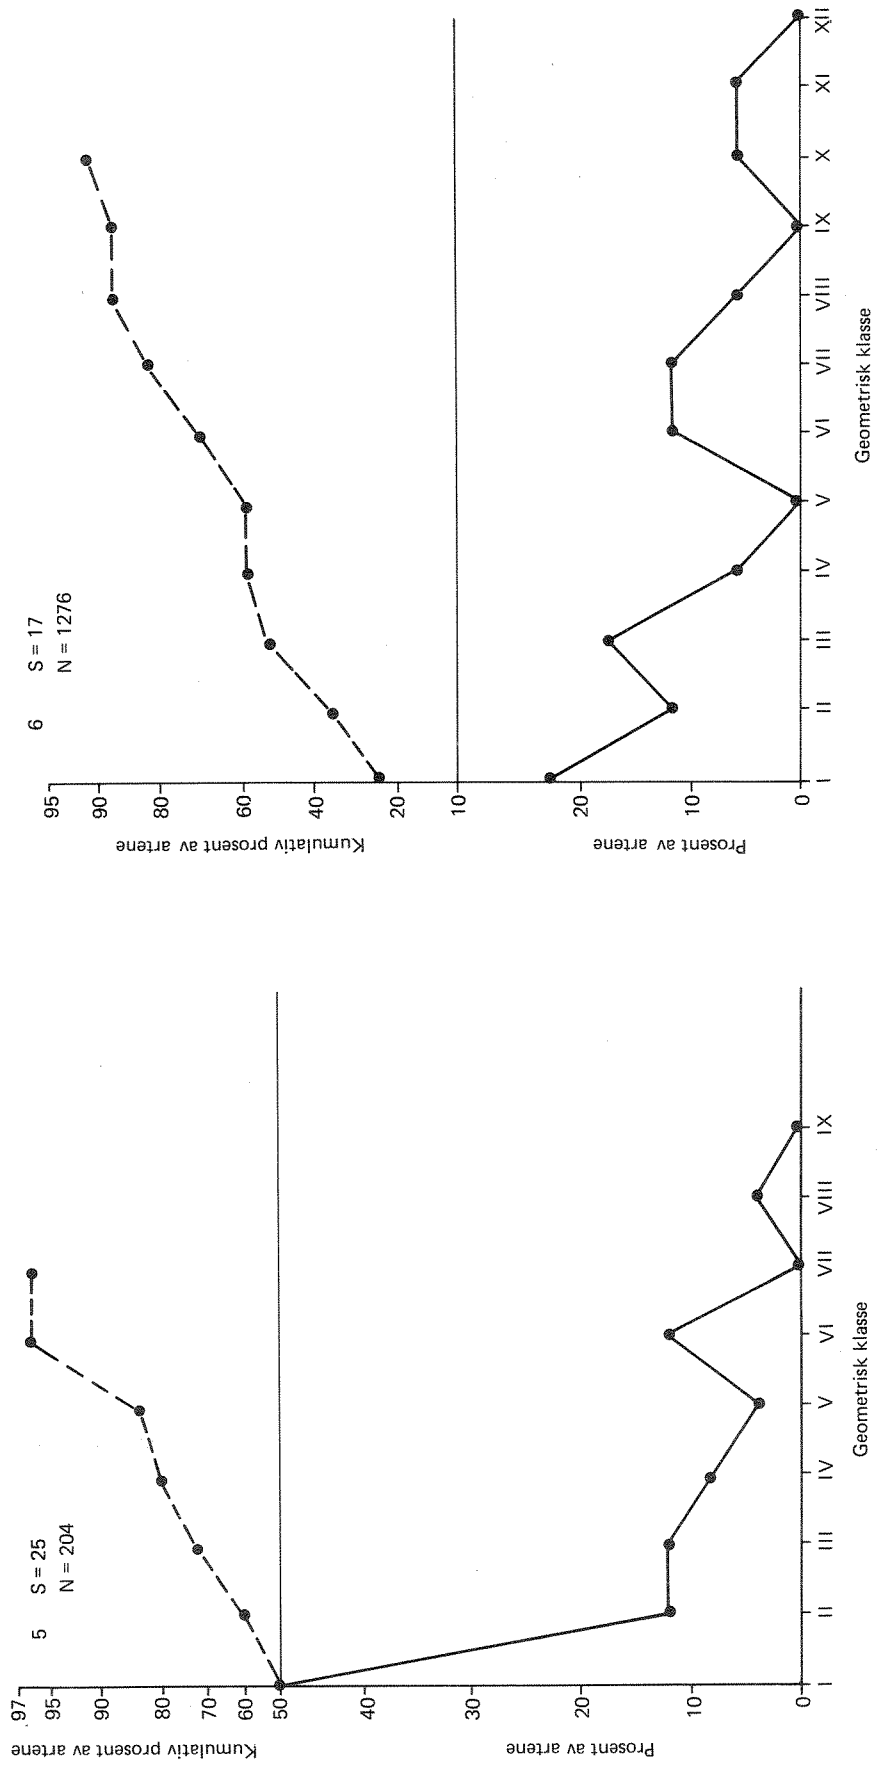 6
S = 17
N = 1276
95
90
80
60
40
20
10
20
10
0
Kumulativ prosent av artene
Prosent av artene
I II III IV V VI VII VIII IX X XI XII
Geometrisk klasse
5
S = 25
N = 204
97
95
90
80
70
60
50
40
30
20
10
0
Kumulativ prosent av artene
Prosent av artene
I II III IV V VI VII VIII IX
Geometrisk klasse